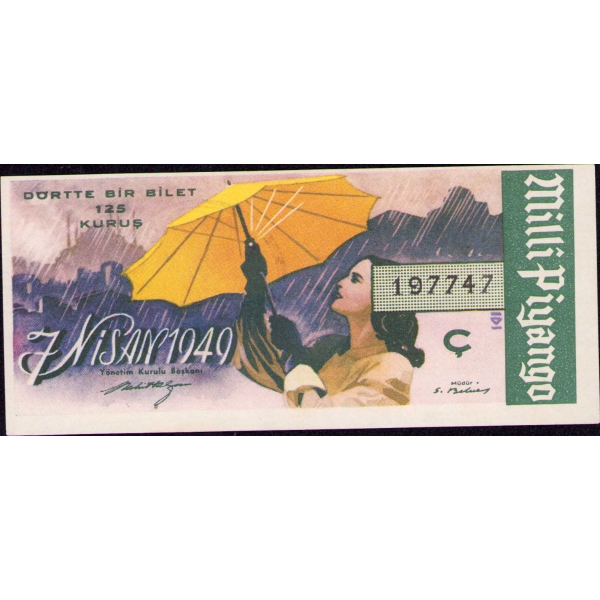 DÖRTTE BİR BİLET
125
KURUŞ
7 NİSAN 1949
Yönetim Kurulu Başkanı
197747
Ç
Müdür
Milli Piyango